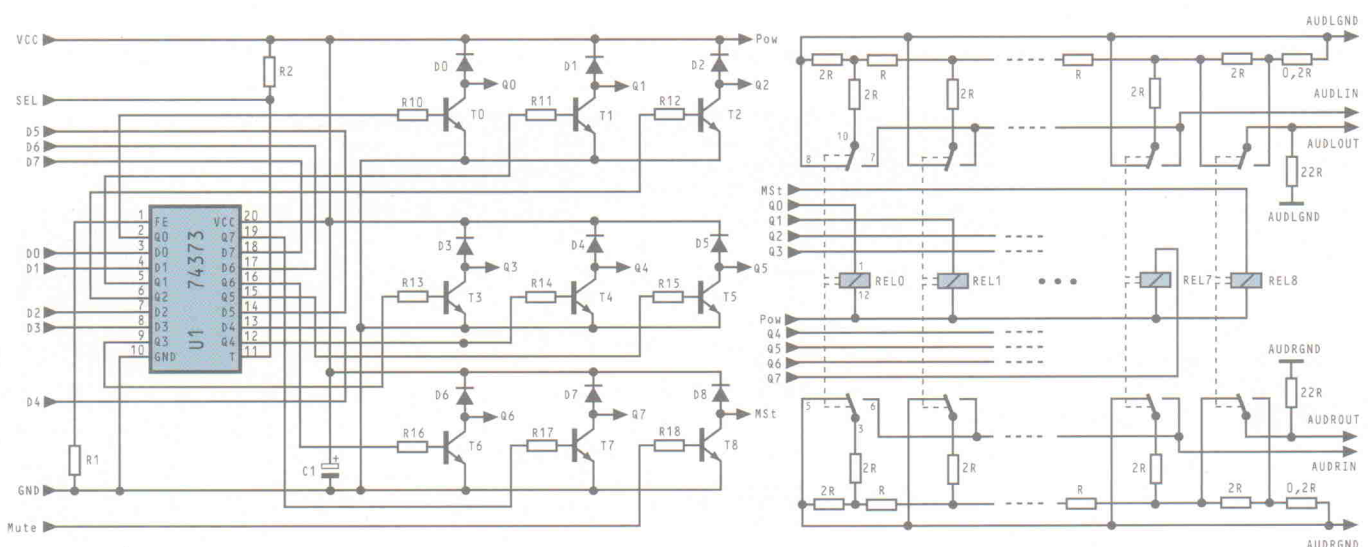 VCC
SEL
D5
D6
D7
D0
D1
D2
D3
D4
GND
Mute
R1
R2
1 FE VCC 20
2 Q0 Q7 19
3 D0 D7 18
4 D1 D6 17
5 Q1 Q6 16
6 Q2 Q5 15
7 D2 D5 14
8 D3 D4 13
9 Q3 Q4 12
10 GND T 11
U1 74373
C1 +
D0 D1 D2 Pow
Q0 Q1 Q2
R10 R11 R12
T0 T1 T2
D3 D4 D5
Q3 Q4 Q5
R13 R14 R15
T3 T4 T5
D6 D7 D8
Q6 Q7 MSt
R16 R17 R18
T6 T7 T8
AUDLGND
2R R R 2R 0,2R
2R 2R 2R
AUDLIN
AUDLOUT
8 10 7
22R
AUDLGND
MSt
Q0
Q1
Q2
Q3
1
12
REL0 REL1 REL7 REL8
Pow
Q4
Q5
Q6
Q7
AUDRGND
22R
5 3 6
AUDROUT
AUDRIN
2R 2R 2R
2R R R 2R 0,2R
AUDRGND